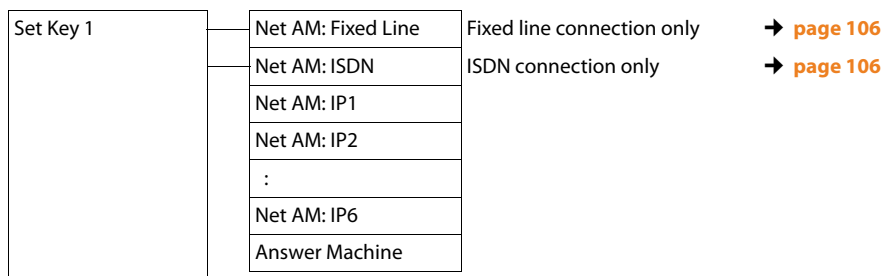 Set Key 1 Net AM: Fixed Line Fixed line connection only ➜ page 106
Net AM: ISDN ISDN connection only ➜ page 106
Net AM: IP1
Net AM: IP2
:
Net AM: IP6
Answer Machine